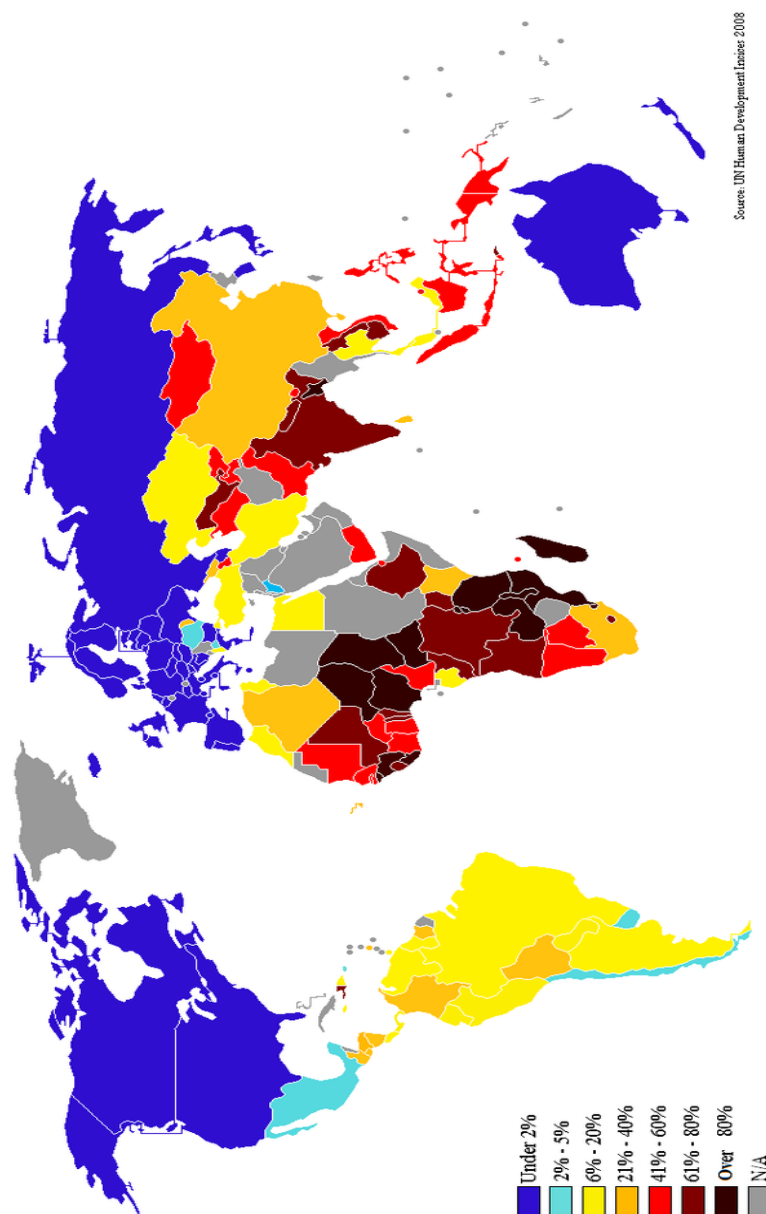 Source: UN Human Development Indices 2008
Under 2%
2% - 5%
6% - 20%
21% - 40%
41% - 60%
61% - 80%
Over 80%
N/A